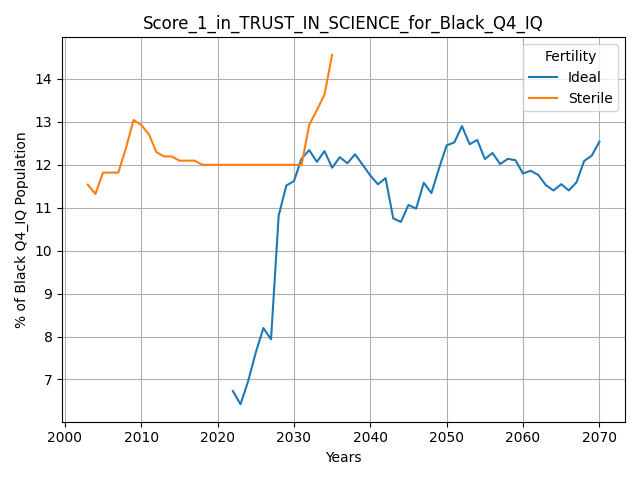 Score_1_in_TRUST_IN_SCIENCE_for_Black_Q4_IQ
Fertility
Ideal
Sterile
% of Black Q4_IQ Population
14
13
12
11
10
9
8
7
2000 2010 2020 2030 2040 2050 2060 2070
Years